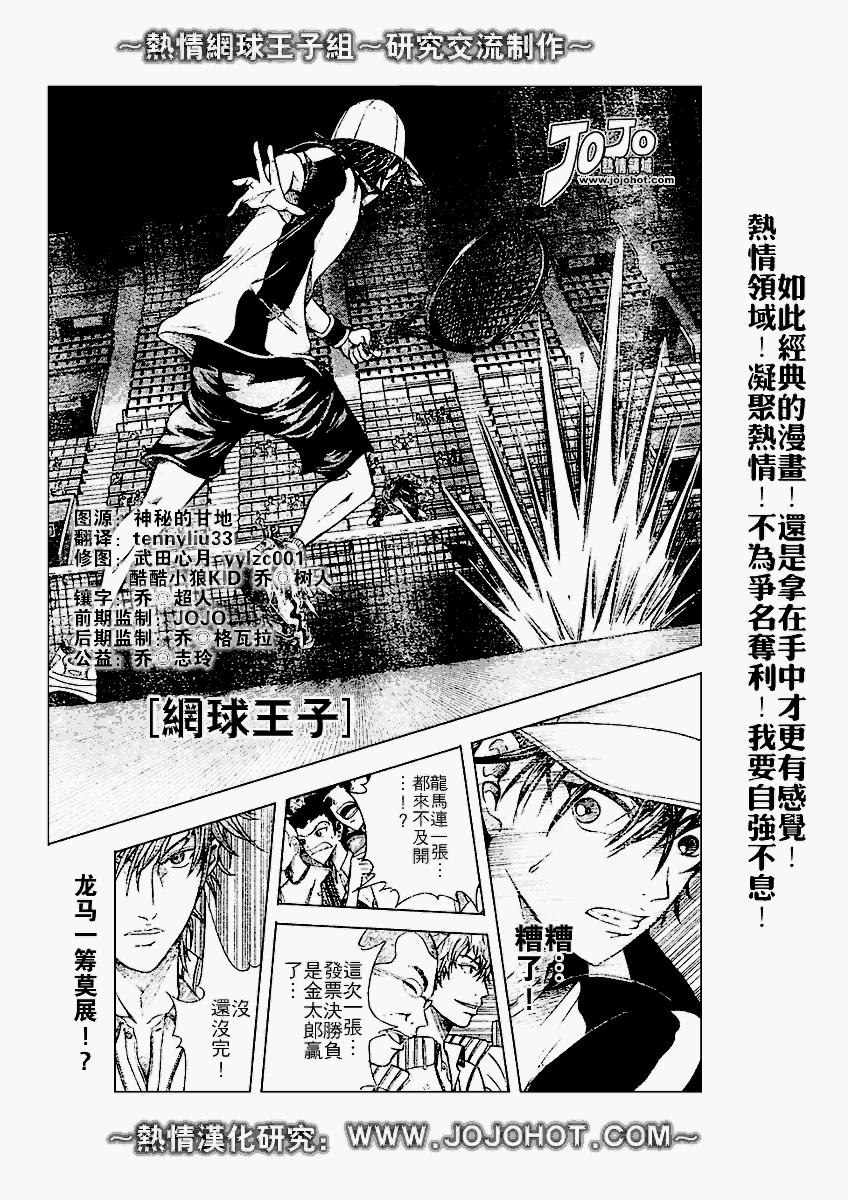 ～熱情網球王子組～研究交流制作～
JOJO
熱情領域
www.jojohot.com
如此經典的漫畫！還是拿在手中才更有感覺！
熱情領域！凝聚熱情！不為爭名奪利！我要自強不息！
图源：神秘的甘地
翻译：tennyliu33
修图：武田心月 yylzc001
酷酷小狼KID 乔◎树人
镶字：乔◎超人
前期监制：JOJO
后期监制：乔◎格瓦拉
公益：乔◎志玲
［網球王子］
糟…
糟了！
龍馬連一張…
都來不及開
…！？
這次一張…
發票決勝負
是金太郎贏
了…
沒
還沒完！
龙马一筹莫展！？
～熱情漢化研究：WWW.JOJOHOT.COM～